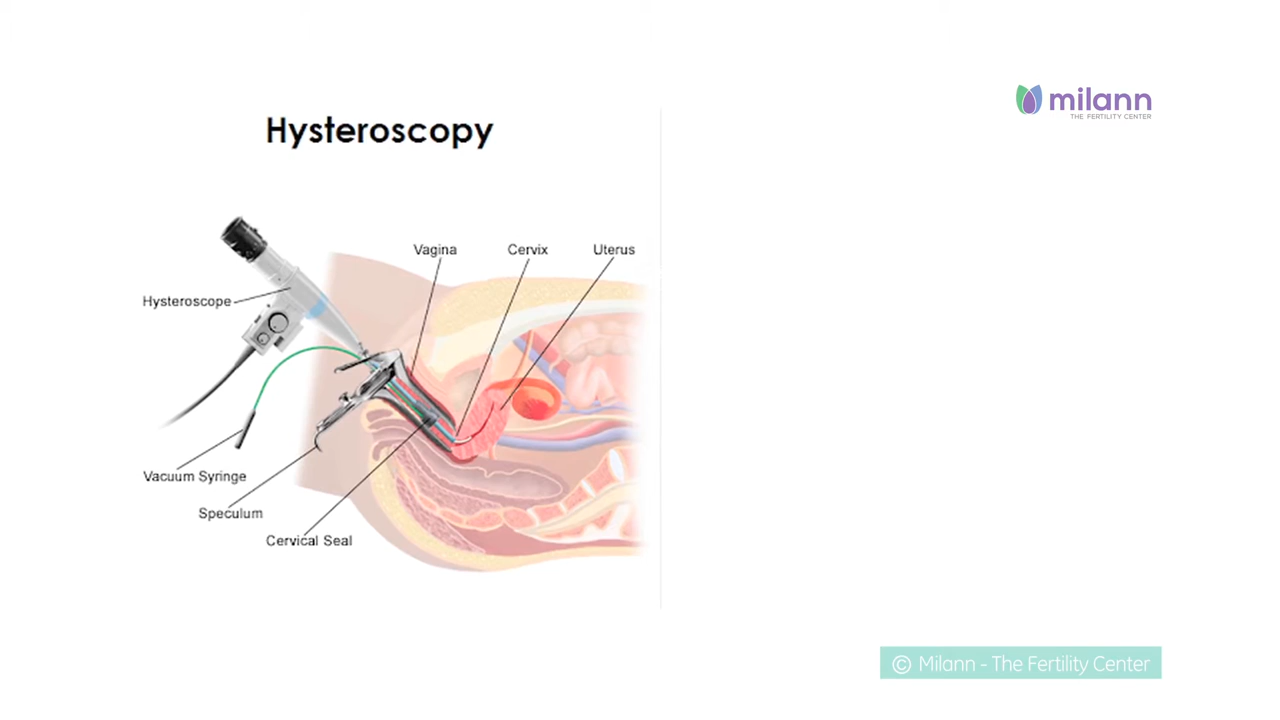 milann
THE FERTILITY CENTER
Hysteroscopy
Vagina
Cervix
Uterus
Hysteroscope
Vacuum Syringe
Speculum
Cervical Seal
© Milann - The Fertility Center